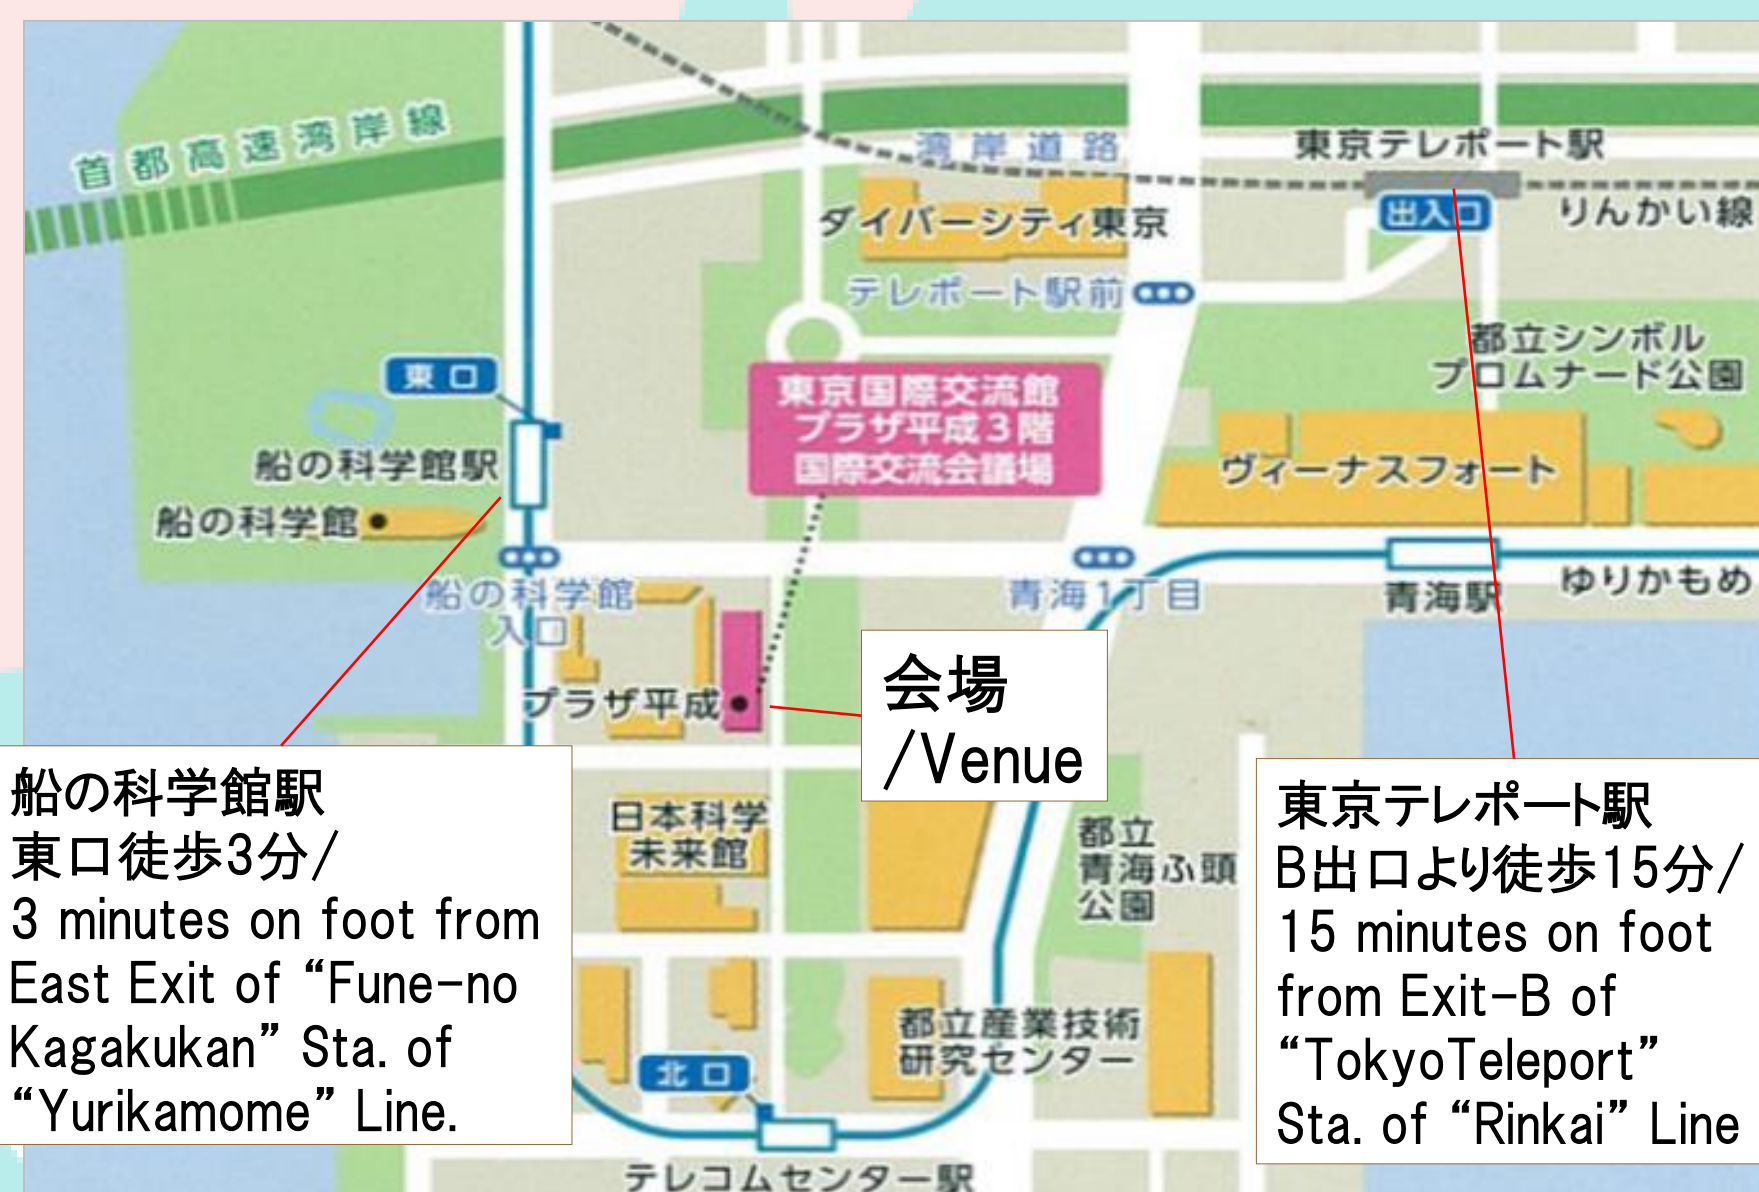 首都高速湾岸線
湾岸道路
東京テレポート駅
出入口
りんかい線
ダイバーシティ東京
テレポート駅前
都立シンボル
プロムナード公園
東口
東京国際交流館
プラザ平成3階
国際交流会議場
船の科学館駅
ヴィーナスフォート
船の科学館
船の科学館
入口
青海1丁目
青海駅
ゆりかもめ
会場
/Venue
プラザ平成
船の科学館駅
東口徒歩3分/
3 minutes on foot from
East Exit of “Fune-no
Kagakukan” Sta. of
“Yurikamome” Line.
日本科学
未来館
都立
青海ふ頭
公園
東京テレポート駅
B出口より徒歩15分/
15 minutes on foot
from Exit-B of
“TokyoTeleport”
Sta. of “Rinkai” Line
都立産業技術
研究センター
北口
テレコムセンター駅